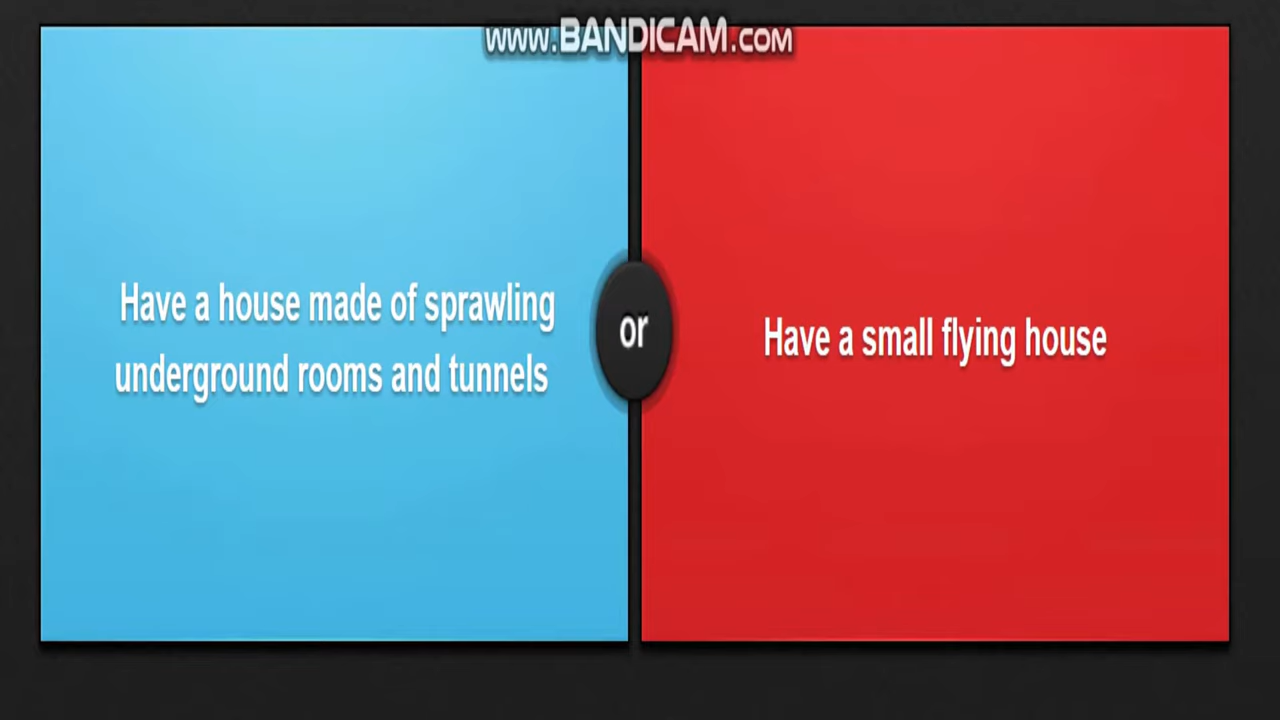 www.BANDICAM.com
Have a house made of sprawling
underground rooms and tunnels
or
Have a small flying house